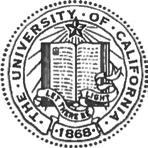 ·THE·UNIVERSITY·OF·CALIFORNIA·
LET THERE BE
LIGHT
·1868·